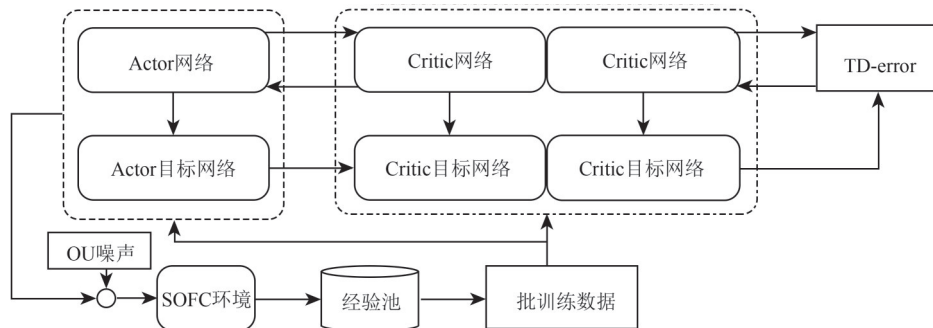 Actor网络
Critic网络
Critic网络
TD-error
Actor目标网络
Critic目标网络
Critic目标网络
OU噪声
SOFC环境
经验池
批训练数据